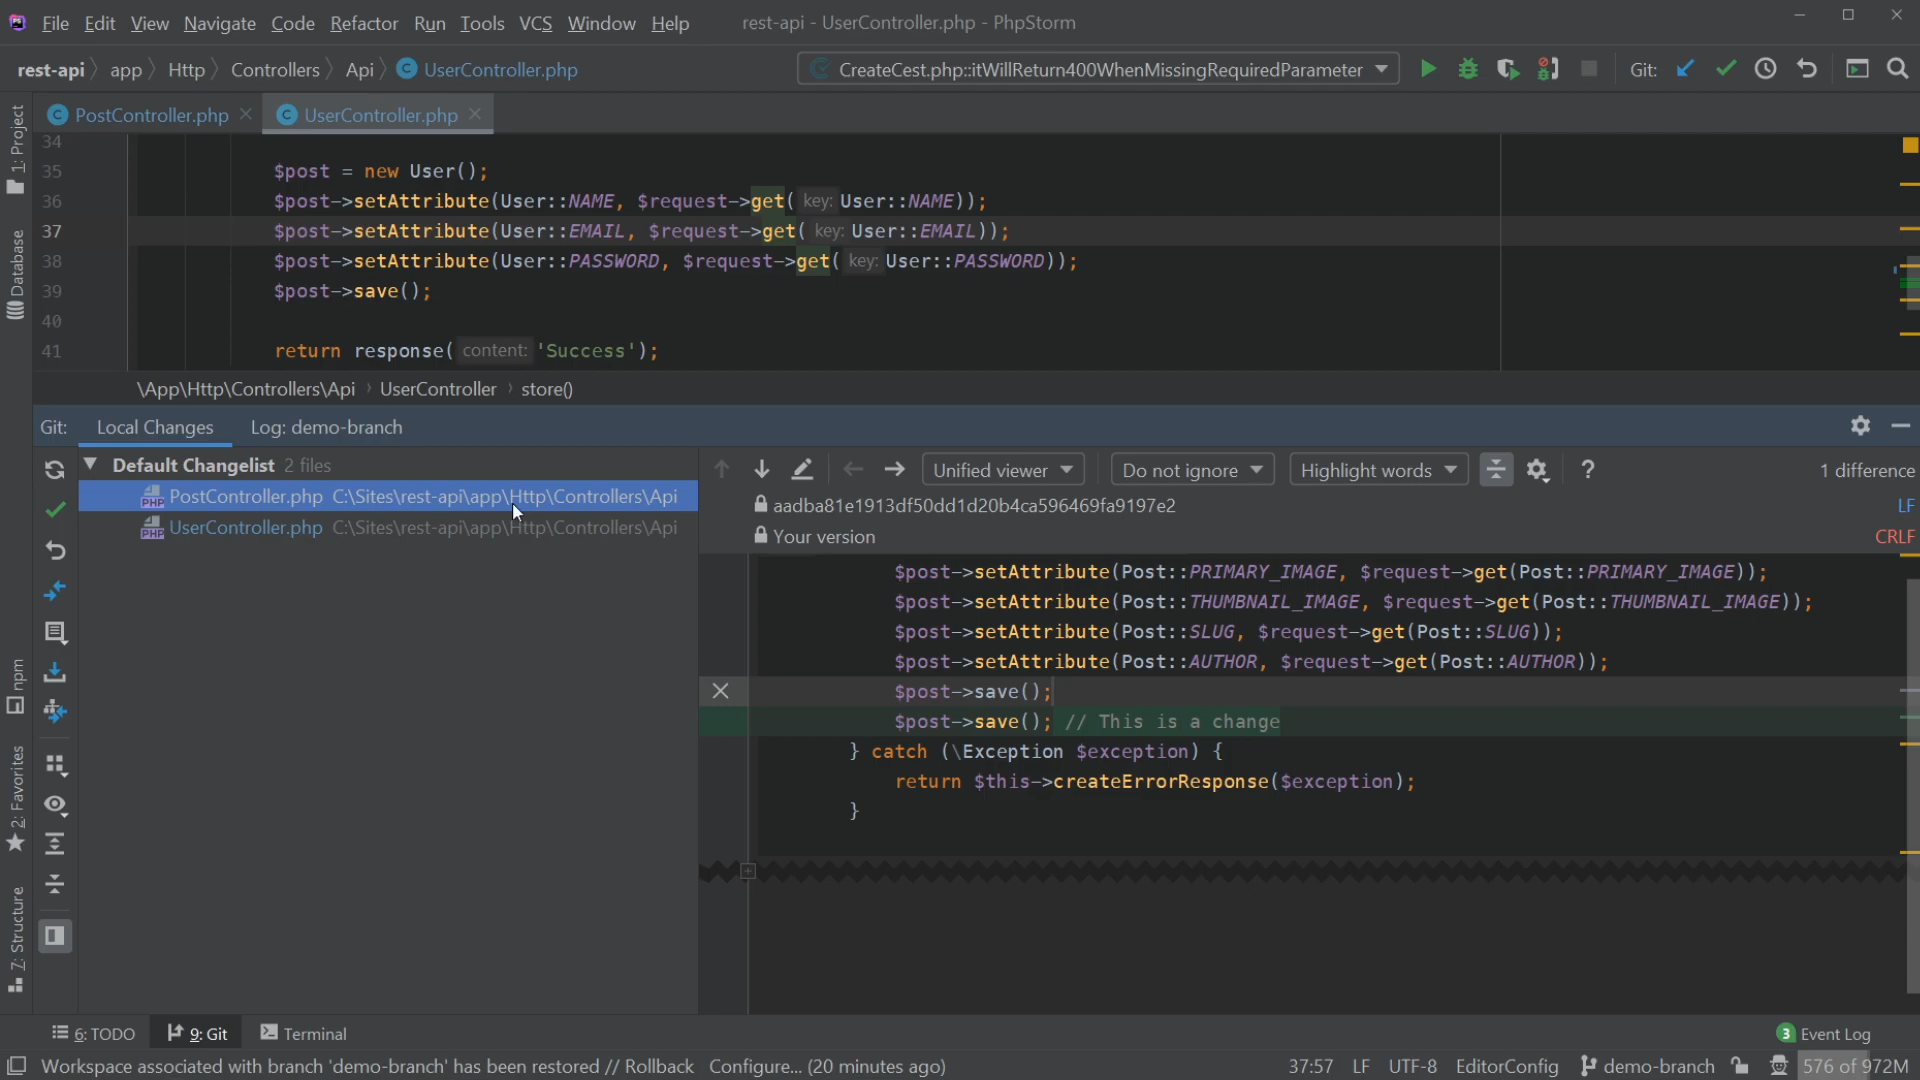 File Edit View Navigate Code Refactor Run Tools VCS Window Help rest-api - UserController.php - PhpStorm
rest-api app Http Controllers Api C UserController.php CreateCest.php::itWillReturn400WhenMissingRequiredParameter Git:
C PostController.php C UserController.php
1: Project
Database
npm
2: Favorites
7: Structure
34
35 $post = new User();
36 $post->setAttribute(User::NAME, $request->get( key: User::NAME));
37 $post->setAttribute(User::EMAIL, $request->get( key: User::EMAIL));
38 $post->setAttribute(User::PASSWORD, $request->get( key: User::PASSWORD));
39 $post->save();
40
41 return response( content: 'Success');
\App\Http\Controllers\Api › UserController › store()
Git: Local Changes Log: demo-branch
Default Changelist 2 files
PHP PostController.php C:\Sites\rest-api\app\Http\Controllers\Api
PHP UserController.php C:\Sites\rest-api\app\Http\Controllers\Api
Unified viewer Do not ignore Highlight words ? 1 difference
aadba81e1913df50dd1d20b4ca596469fa9197e2 LF
Your version CRLF
$post->setAttribute(Post::PRIMARY_IMAGE, $request->get(Post::PRIMARY_IMAGE));
$post->setAttribute(Post::THUMBNAIL_IMAGE, $request->get(Post::THUMBNAIL_IMAGE));
$post->setAttribute(Post::SLUG, $request->get(Post::SLUG));
$post->setAttribute(Post::AUTHOR, $request->get(Post::AUTHOR));
$post->save();
$post->save(); // This is a change
} catch (\Exception $exception) {
return $this->createErrorResponse($exception);
}
6: TODO 9: Git Terminal 3 Event Log
Workspace associated with branch 'demo-branch' has been restored // Rollback Configure... (20 minutes ago) 37:57 LF UTF-8 EditorConfig demo-branch 576 of 972M